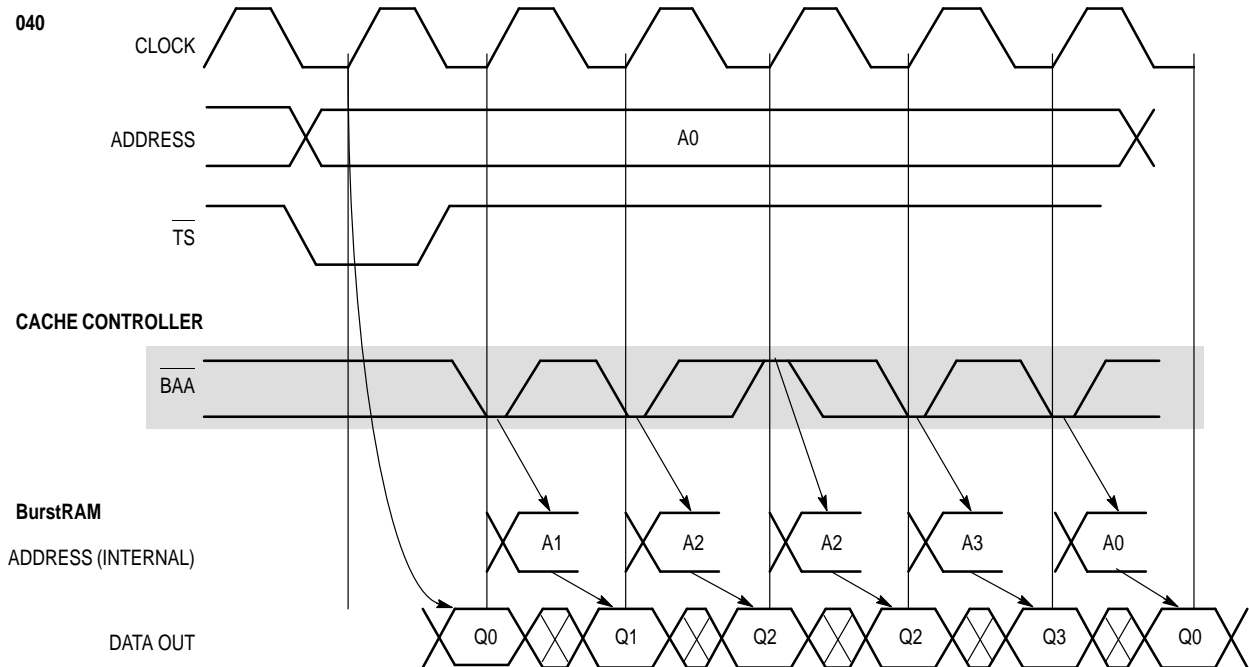 040
CLOCK
ADDRESS
A0
TS
CACHE CONTROLLER
BAA
BurstRAM
ADDRESS (INTERNAL)
A1 A2 A2 A3 A0
DATA OUT
Q0 Q1 Q2 Q2 Q3 Q0